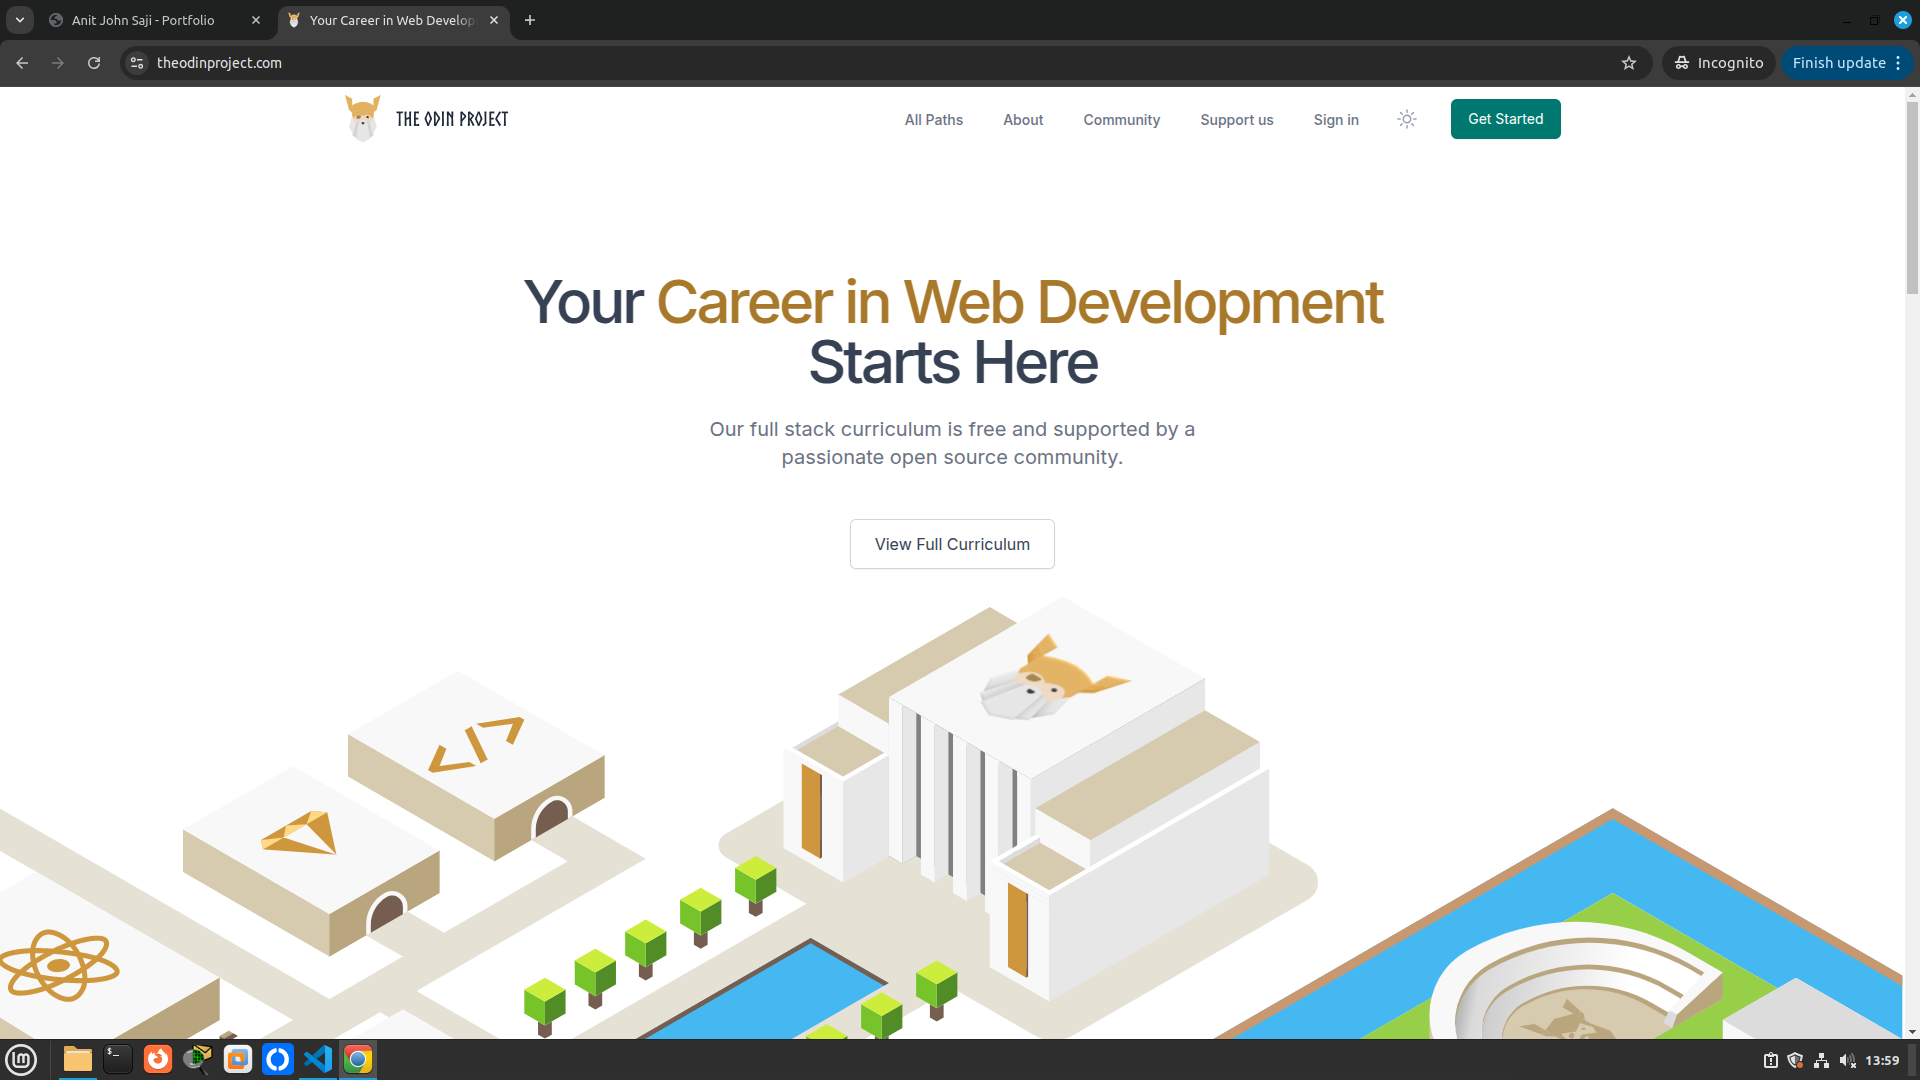 Anit John Saji - Portfolio
Your Career in Web Develop
theodinproject.com
Incognito
Finish update
THE ODIN PROJECT
All Paths
About
Community
Support us
Sign in
Get Started
Your Career in Web Development
Starts Here
Our full stack curriculum is free and supported by a
passionate open source community.
View Full Curriculum
</>
$_
lm
13:59